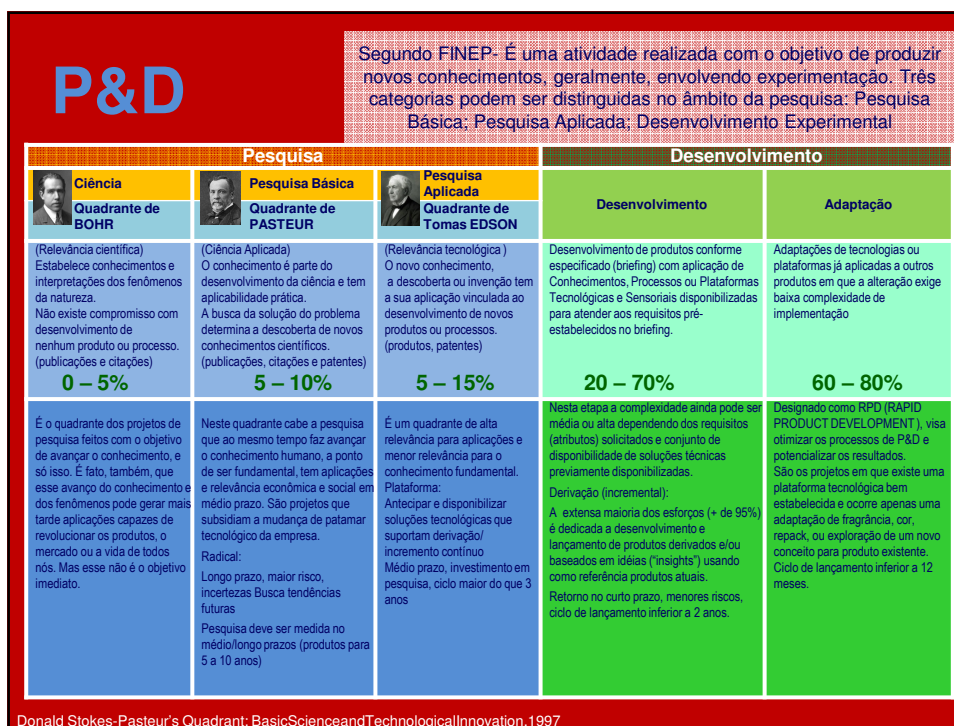 P&D
Segundo FINEP- É uma atividade realizada com o objetivo de produzir
novos conhecimentos, geralmente, envolvendo experimentação. Três
categorias podem ser distinguidas no âmbito da pesquisa: Pesquisa
Básica; Pesquisa Aplicada; Desenvolvimento Experimental
Pesquisa
Desenvolvimento
Ciência
Quadrante de
BOHR
Pesquisa Básica
Quadrante de
PASTEUR
Pesquisa
Aplicada
Quadrante de
Tomas EDSON
Desenvolvimento
Adaptação
(Relevância científica)
Estabelece conhecimentos e
interpretações dos fenômenos
da natureza.
Não existe compromisso com
desenvolvimento de
nenhum produto ou processo.
(publicações e citações)
0 – 5%
(Ciência Aplicada)
O conhecimento é parte do
desenvolvimento da ciência e tem
aplicabilidade prática.
A busca da solução do problema
determina a descoberta de novos
conhecimentos científicos.
(publicações, citações e patentes)
5 – 10%
(Relevância tecnológica )
O novo conhecimento,
a descoberta ou invenção tem
a sua aplicação vinculada ao
desenvolvimento de novos
produtos ou processos.
(produtos, patentes)
5 – 15%
Desenvolvimento de produtos conforme
especificado (briefing) com aplicação de
Conhecimentos, Processos ou Plataformas
Tecnológicas e Sensoriais disponibilizadas
para atender aos requisitos pré-
estabelecidos no briefing.
20 – 70%
Adaptações de tecnologias ou
plataformas já aplicadas a outros
produtos em que a alteração exige
baixa complexidade de
implementação
60 – 80%
É o quadrante dos projetos de
pesquisa feitos com o objetivo
de avançar o conhecimento, e
só isso. É fato, também, que
esse avanço do conhecimento e
dos fenômenos pode gerar mais
tarde aplicações capazes de
revolucionar os produtos, o
mercado ou a vida de todos
nós. Mas esse não é o objetivo
imediato.
Neste quadrante cabe a pesquisa
que ao mesmo tempo faz avançar
o conhecimento humano, a ponto
de ser fundamental, tem aplicações
e relevância econômica e social em
médio prazo. São projetos que
subsidiam a mudança de patamar
tecnológico da empresa.
Radical:
Longo prazo, maior risco,
incertezas Busca tendências
futuras
Pesquisa deve ser medida no
médio/longo prazos (produtos para
5 a 10 anos)
É um quadrante de alta
relevância para aplicações e
menor relevância para o
conhecimento fundamental.
Plataforma:
Antecipar e disponibilizar
soluções tecnológicas que
suportam derivação/
incremento contínuo
Médio prazo, investimento em
pesquisa, ciclo maior do que 3
anos
Nesta etapa a complexidade ainda pode ser
média ou alta dependendo dos requisitos
(atributos) solicitados e conjunto de
disponibilidade de soluções técnicas
previamente disponibilizadas.
Derivação (incremental):
A extensa maioria dos esforços (+ de 95%)
é dedicada a desenvolvimento e
lançamento de produtos derivados e/ou
baseados em idéias (“insights”) usando
como referência produtos atuais.
Retorno no curto prazo, menores riscos,
ciclo de lançamento inferior a 2 anos.
Designado como RPD (RAPID
PRODUCT DEVELOPMENT ), visa
otimizar os processos de P&D e
potencializar os resultados.
São os projetos em que existe uma
plataforma tecnológica bem
estabelecida e ocorre apenas uma
adaptação de fragrância, cor,
repack, ou exploração de um novo
conceito para produto existente.
Ciclo de lançamento inferior a 12
meses.
Donald Stokes-Pasteur's Quadrant: BasicScienceandTechnologicalInnovation,1997